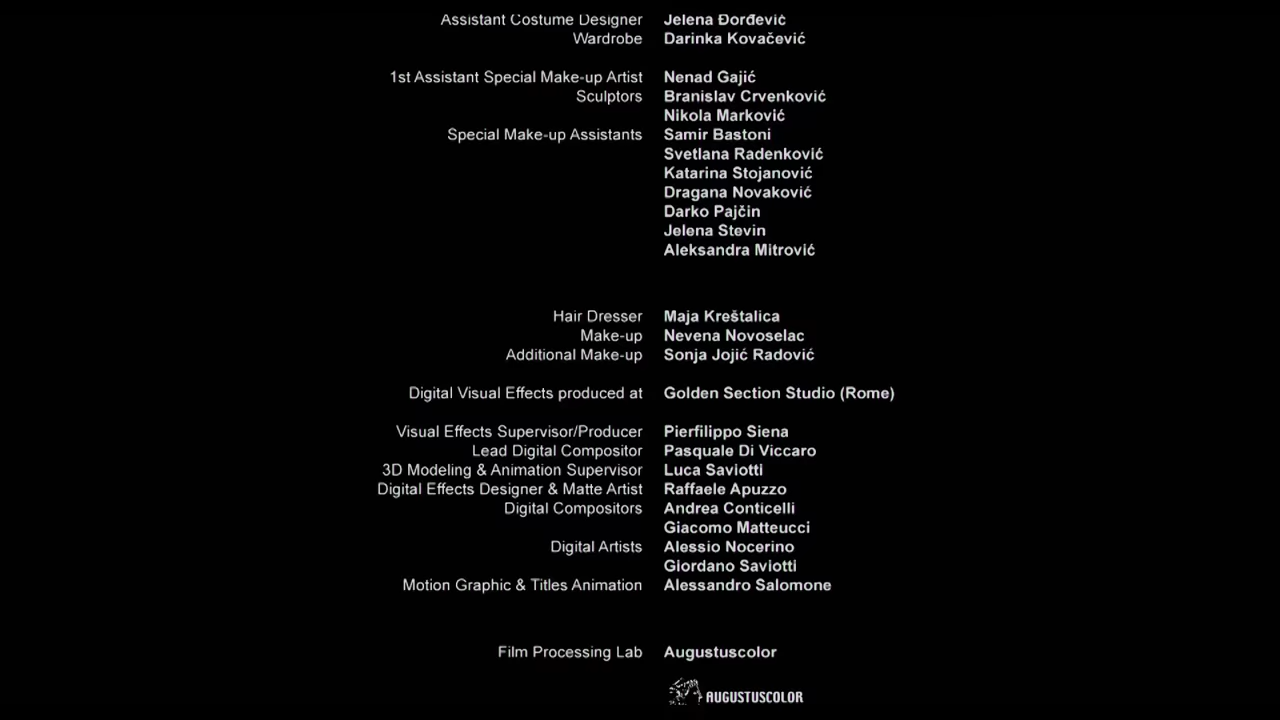 Assistant Costume Designer Jelena Đorđević
Wardrobe Darinka Kovačević
1st Assistant Special Make-up Artist Nenad Gajić
Sculptors Branislav Crvenković
Nikola Marković
Special Make-up Assistants Samir Bastoni
Svetlana Radenković
Katarina Stojanović
Dragana Novaković
Darko Pajčin
Jelena Stevin
Aleksandra Mitrović
Hair Dresser Maja Kreštalica
Make-up Nevena Novoselac
Additional Make-up Sonja Jojić Radović
Digital Visual Effects produced at Golden Section Studio (Rome)
Visual Effects Supervisor/Producer Pierfilippo Siena
Lead Digital Compositor Pasquale Di Viccaro
3D Modeling & Animation Supervisor Luca Saviotti
Digital Effects Designer & Matte Artist Raffaele Apuzzo
Digital Compositors Andrea Conticelli
Giacomo Matteucci
Digital Artists Alessio Nocerino
Giordano Saviotti
Motion Graphic & Titles Animation Alessandro Salomone
Film Processing Lab Augustuscolor
AUGUSTUSCOLOR